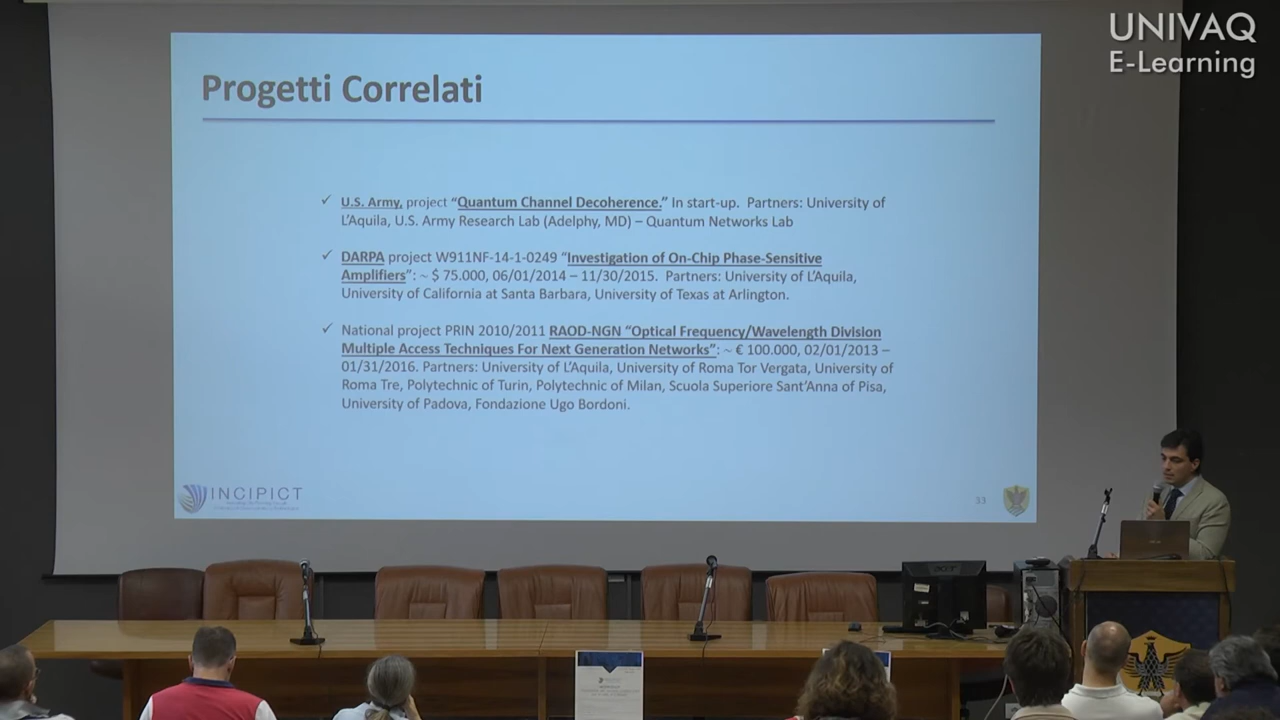 UNIVAQ
E-Learning
Progetti Correlati
✓ U.S. Army, project “Quantum Channel Decoherence.” In start-up. Partners: University of
L’Aquila, U.S. Army Research Lab (Adelphy, MD) – Quantum Networks Lab
✓ DARPA project W911NF-14-1-0249 “Investigation of On-Chip Phase-Sensitive
Amplifiers”: ~ $ 75.000, 06/01/2014 – 11/30/2015. Partners: University of L’Aquila,
University of California at Santa Barbara, University of Texas at Arlington.
✓ National project PRIN 2010/2011 RAOD-NGN “Optical Frequency/Wavelength Division
Multiple Access Techniques For Next Generation Networks”: ~ € 100.000, 02/01/2013 –
01/31/2016. Partners: University of L’Aquila, University of Roma Tor Vergata, University of
Roma Tre, Polytechnic of Turin, Polytechnic of Milan, Scuola Superiore Sant’Anna of Pisa,
University of Padova, Fondazione Ugo Bordoni.
INCIPICT
33
acer